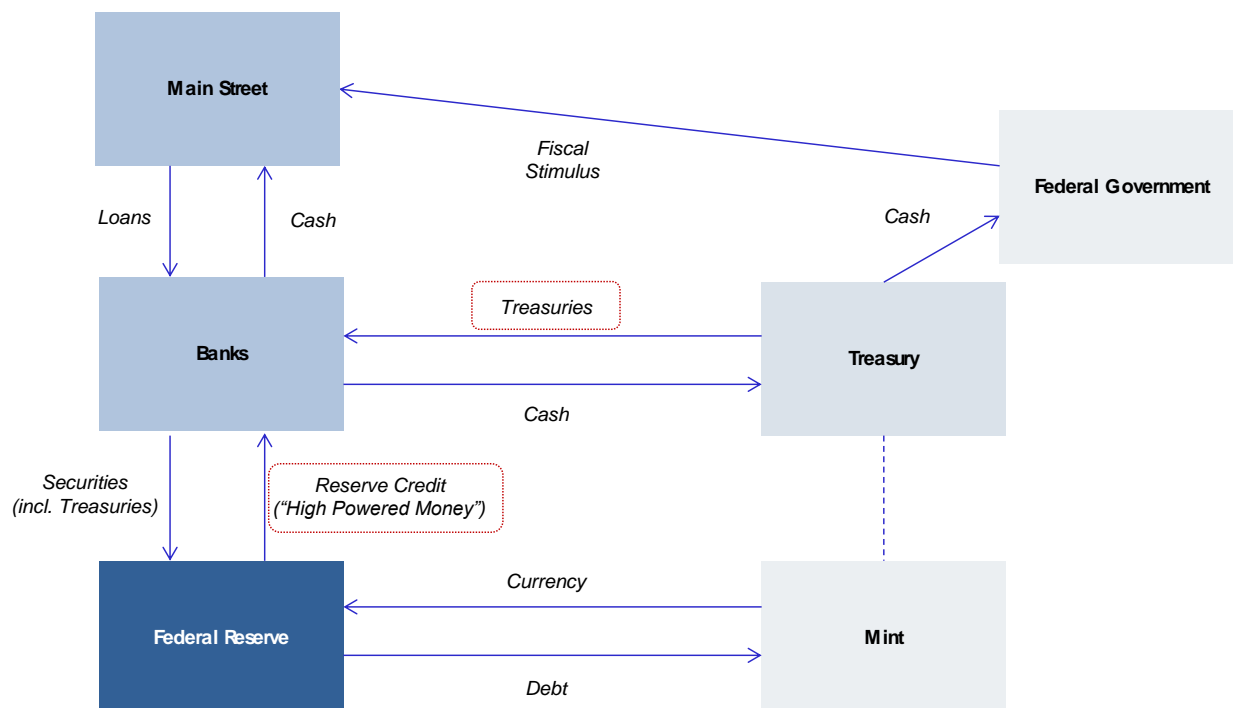 Main Street
Fiscal
Stimulus
Federal Government
Loans
Cash
Cash
Treasuries
Banks
Treasury
Cash
Securities
(incl. Treasuries)
Reserve Credit
(“High Powered Money”)
Currency
Federal Reserve
Mint
Debt